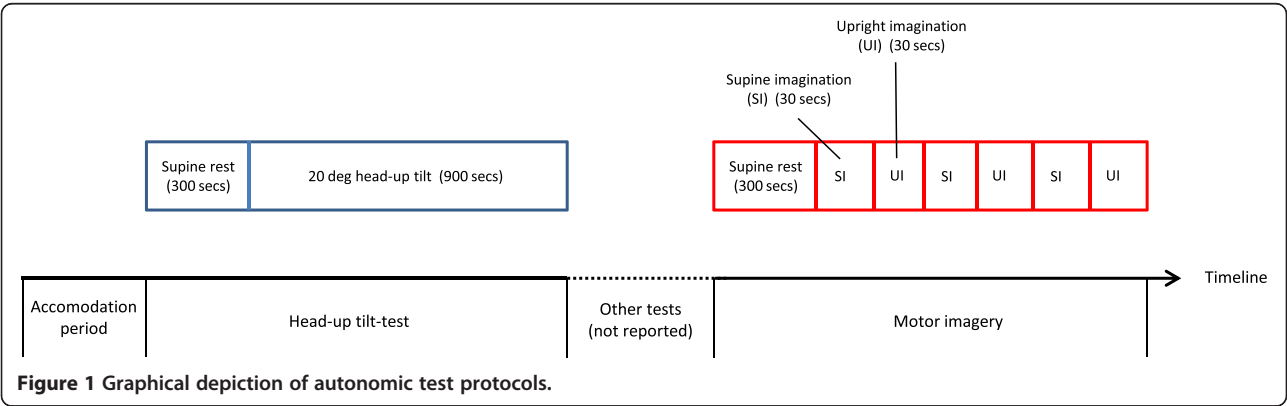 Upright imagination
(UI) (30 secs)
Supine imagination
(SI) (30 secs)
Supine rest
(300 secs)
20 deg head-up tilt (900 secs)
Supine rest
(300 secs)
SI
UI
SI
UI
SI
UI
Timeline
Accomodation
period
Head-up tilt-test
Other tests
(not reported)
Motor imagery
Figure 1 Graphical depiction of autonomic test protocols.